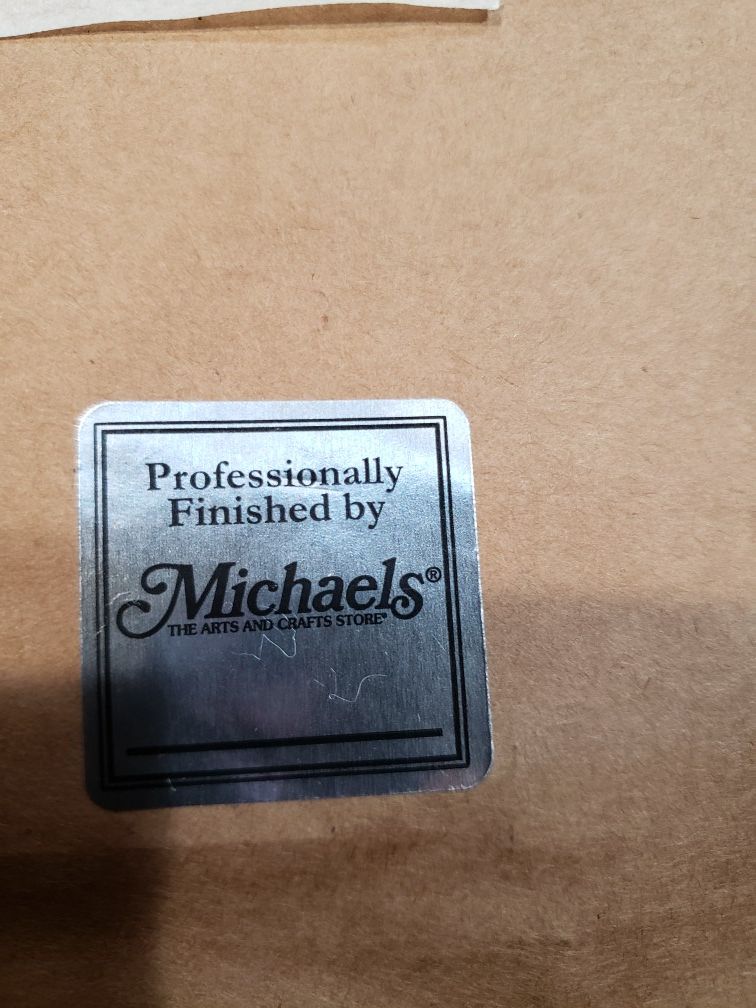 Professionally
Finished by
Michaels®
THE ARTS AND CRAFTS STORE®